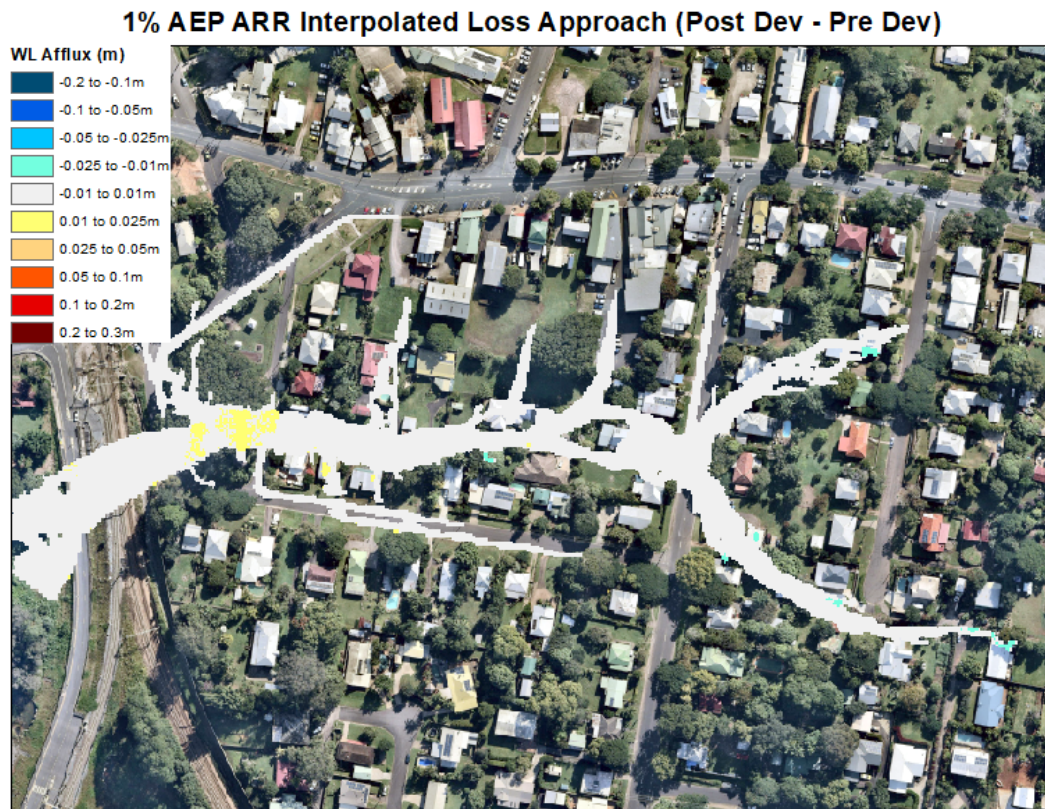 1% AEP ARR Interpolated Loss Approach (Post Dev - Pre Dev)
WL Afflux (m)
-0.2 to -0.1m
-0.1 to -0.05m
-0.05 to -0.025m
-0.025 to -0.01m
-0.01 to 0.01m
0.01 to 0.025m
0.025 to 0.05m
0.05 to 0.1m
0.1 to 0.2m
0.2 to 0.3m